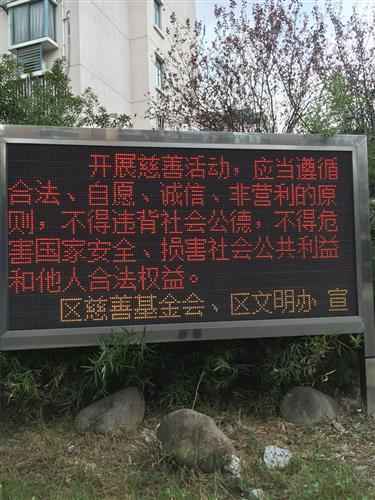 开展慈善活动，应当遵循
合法、自愿、诚信、非营利的原
则，不得违背社会公德，不得危
害国家安全、损害社会公共利益
和他人合法权益。
区慈善基金会、区文明办 宣